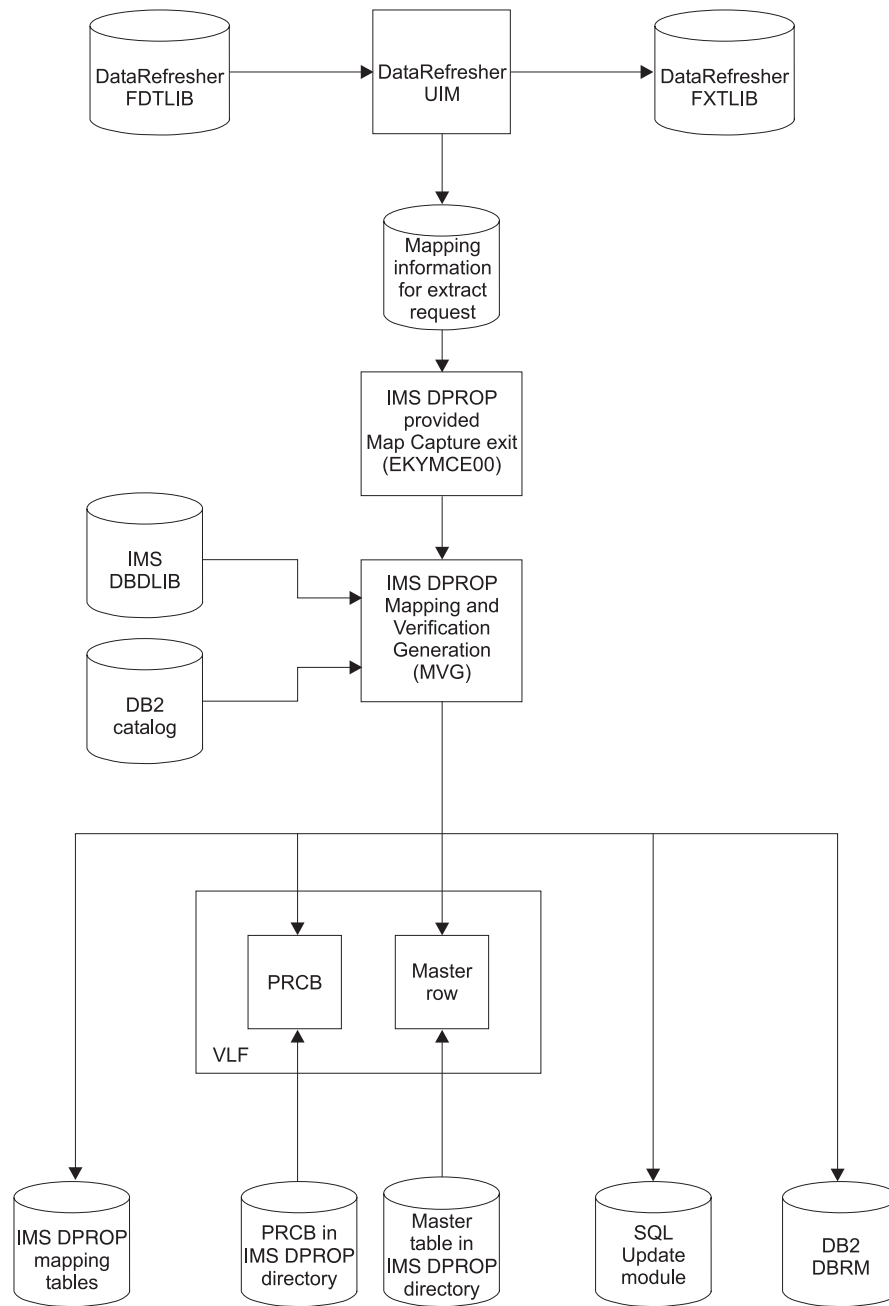 DataRefresher
FDTLIB
DataRefresher
UIM
DataRefresher
FXTLIB
Mapping
information
for extract
request
IMS DPROP
provided
Map Capture exit
(EKYMCE00)
IMS
DBDLIB
IMS DPROP
Mapping and
Verification
Generation
(MVG)
DB2
catalog
PRCB
Master
row
VLF
IMS DPROP
mapping
tables
PRCB in
IMS DPROP
directory
Master
table in
IMS DPROP
directory
SQL
Update
module
DB2
DBRM